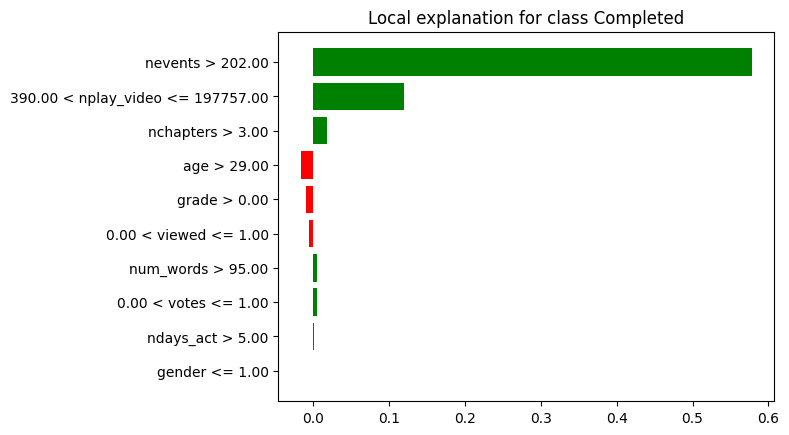 Local explanation for class Completed
nevents > 202.00
390.00 < nplay_video <= 197757.00
nchapters > 3.00
age > 29.00
grade > 0.00
0.00 < viewed <= 1.00
num_words > 95.00
0.00 < votes <= 1.00
ndays_act > 5.00
gender <= 1.00
0.0 0.1 0.2 0.3 0.4 0.5 0.6